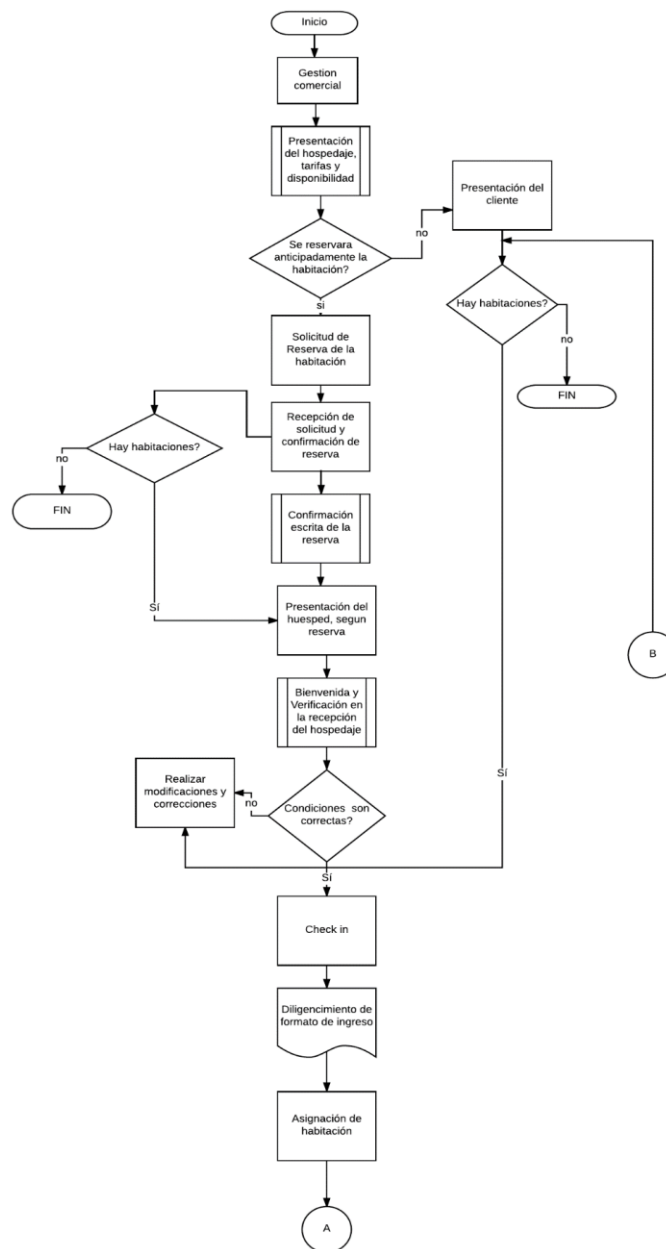 Inicio
Gestion
comercial
Presentación
del hospedaje,
tarifas y
disponibilidad
Presentación del
cliente
no
Se reservara
anticipadamente la
habitación?
si
Hay habitaciones?
no
FIN
Solicitud de
Reserva de la
habitación
Recepción de
solicitud y
confirmación de
reserva
Hay habitaciones?
no
FIN
Confirmación
escrita de la
reserva
Sí
Presentación del
huesped, segun
reserva
B
Bienvenida y
Verificación en
la recepción
del hospedaje
Sí
Realizar
modificaciones y
correcciones
no
Condiciones son
correctas?
Sí
Check in
Diligencimiento de
formato de ingreso
Asignación de
habitación
A